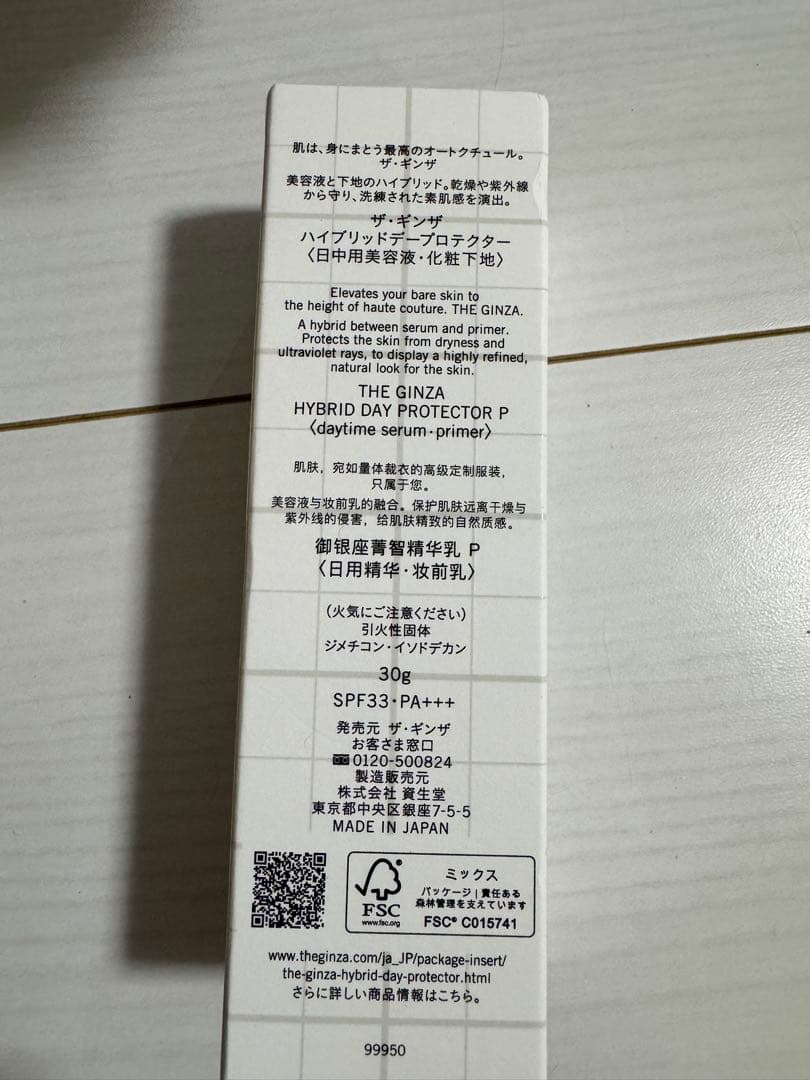 肌は、身にまとう最高のオートクチュール。
ザ・ギンザ
美容液と下地のハイブリッド。乾燥や紫外線
から守り、洗練された素肌感を演出。
ザ・ギンザ
ハイブリッドデープロテクター
〈日中用美容液・化粧下地〉
Elevates your bare skin to
the height of haute couture. THE GINZA.
A hybrid between serum and primer.
Protects the skin from dryness and
ultraviolet rays, to display a highly refined,
natural look for the skin.
THE GINZA
HYBRID DAY PROTECTOR P
〈daytime serum・primer〉
肌肤，宛如量体裁衣的高级定制服装，
只属于您。
美容液与妆前乳的融合。保护肌肤远离干燥与
紫外线的侵害，给肌肤精致的自然质感。
御银座菁智精华乳 P
〈日用精华・妆前乳〉
（火気にご注意ください）
引火性固体
ジメチコン・イソドデカン
30g
SPF33・PA+++
発売元 ザ・ギンザ
お客さま窓口
0120-500824
製造販売元
株式会社 資生堂
東京都中央区銀座7-5-5
MADE IN JAPAN
FSC
www.fsc.org
ミックス
パッケージ｜責任ある
森林管理を支えています
FSC® C015741
www.theginza.com/ja_JP/package-insert/
the-ginza-hybrid-day-protector.html
さらに詳しい商品情報はこちら。
99950